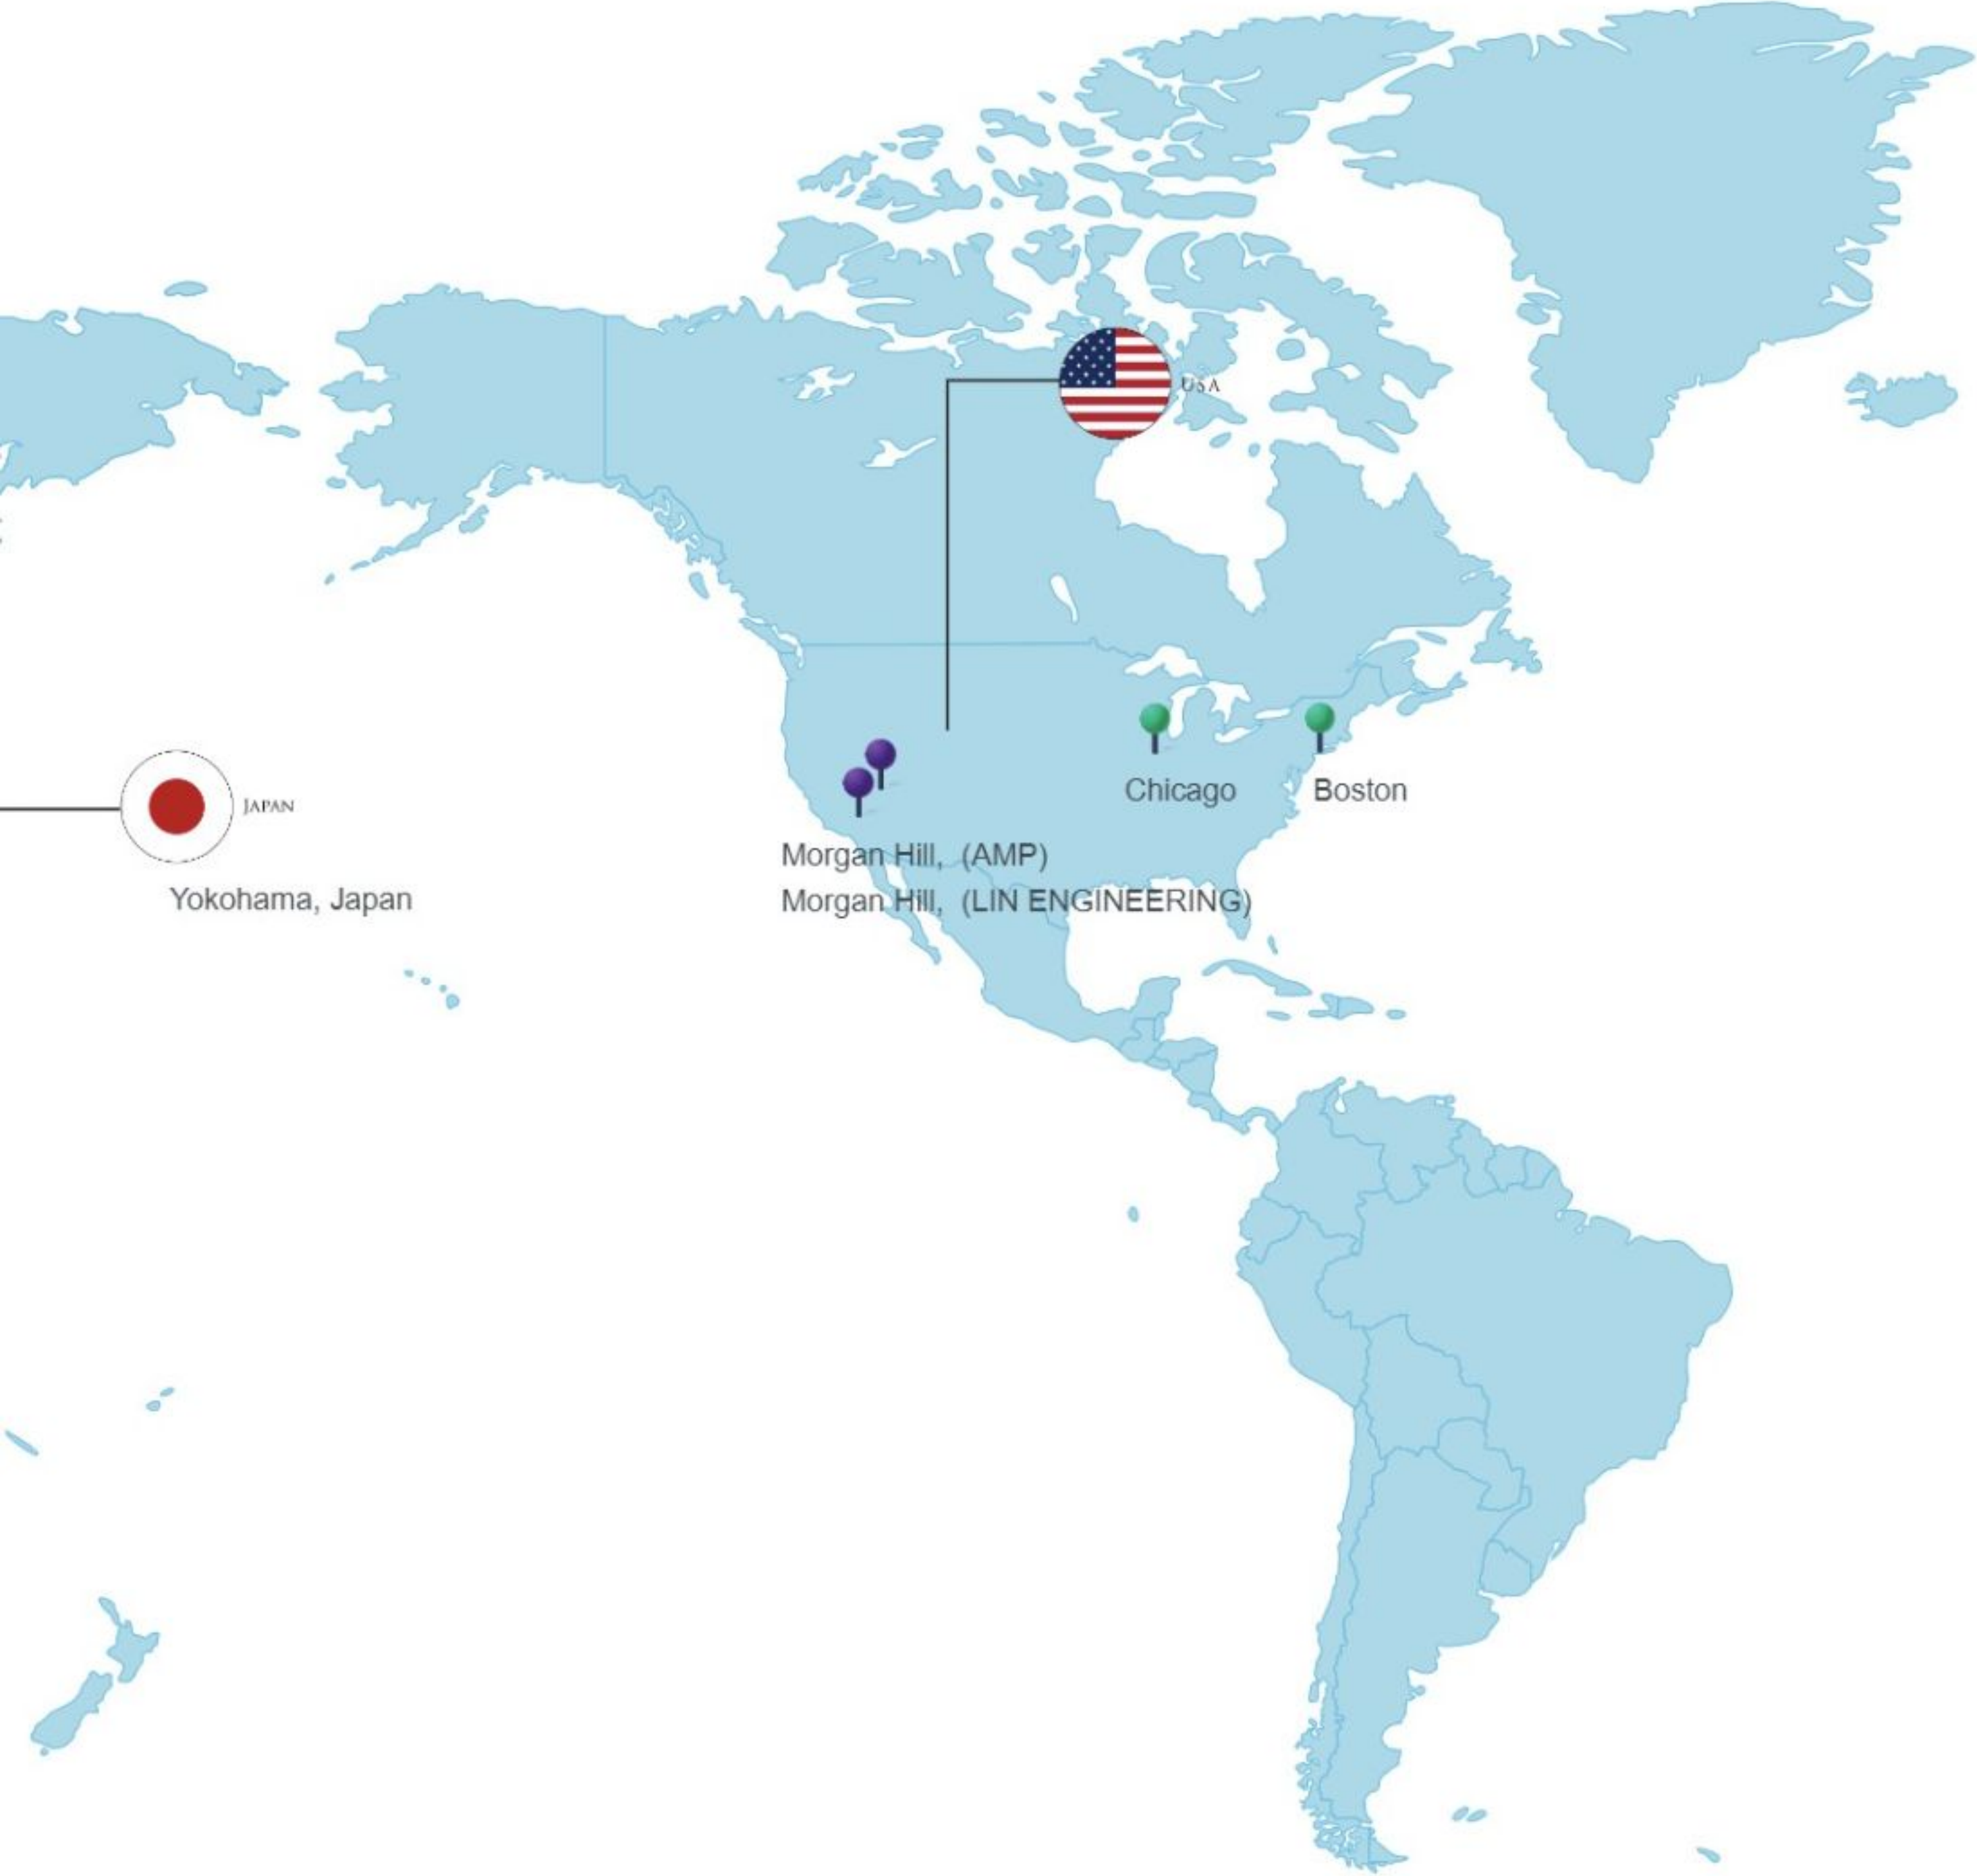 USA
Chicago
Boston
JAPAN
Yokohama, Japan
Morgan Hill, (AMP)
Morgan Hill, (LIN ENGINEERING)